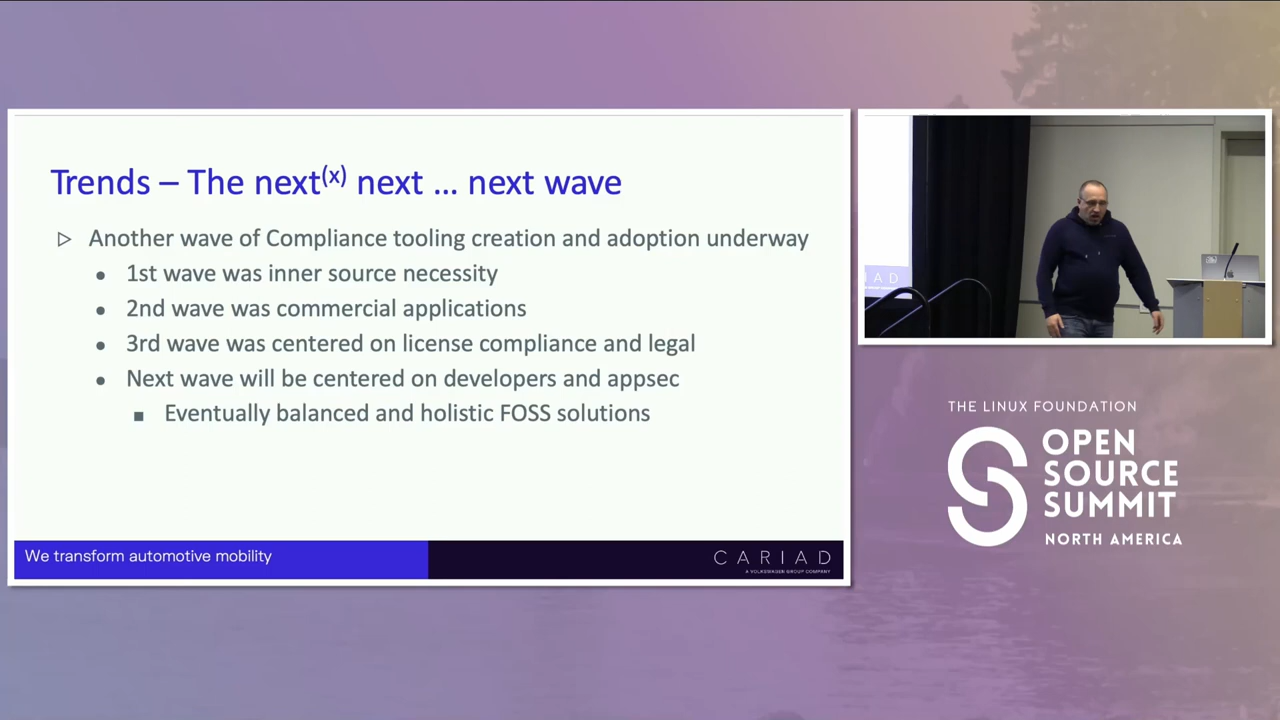 Trends – The next(x) next ... next wave
Another wave of Compliance tooling creation and adoption underway
1st wave was inner source necessity
2nd wave was commercial applications
3rd wave was centered on license compliance and legal
Next wave will be centered on developers and appsec
Eventually balanced and holistic FOSS solutions
We transform automotive mobility
CARIAD
A VOLKSWAGEN GROUP COMPANY
IAD
THE LINUX FOUNDATION
OPEN
SOURCE
SUMMIT
NORTH AMERICA